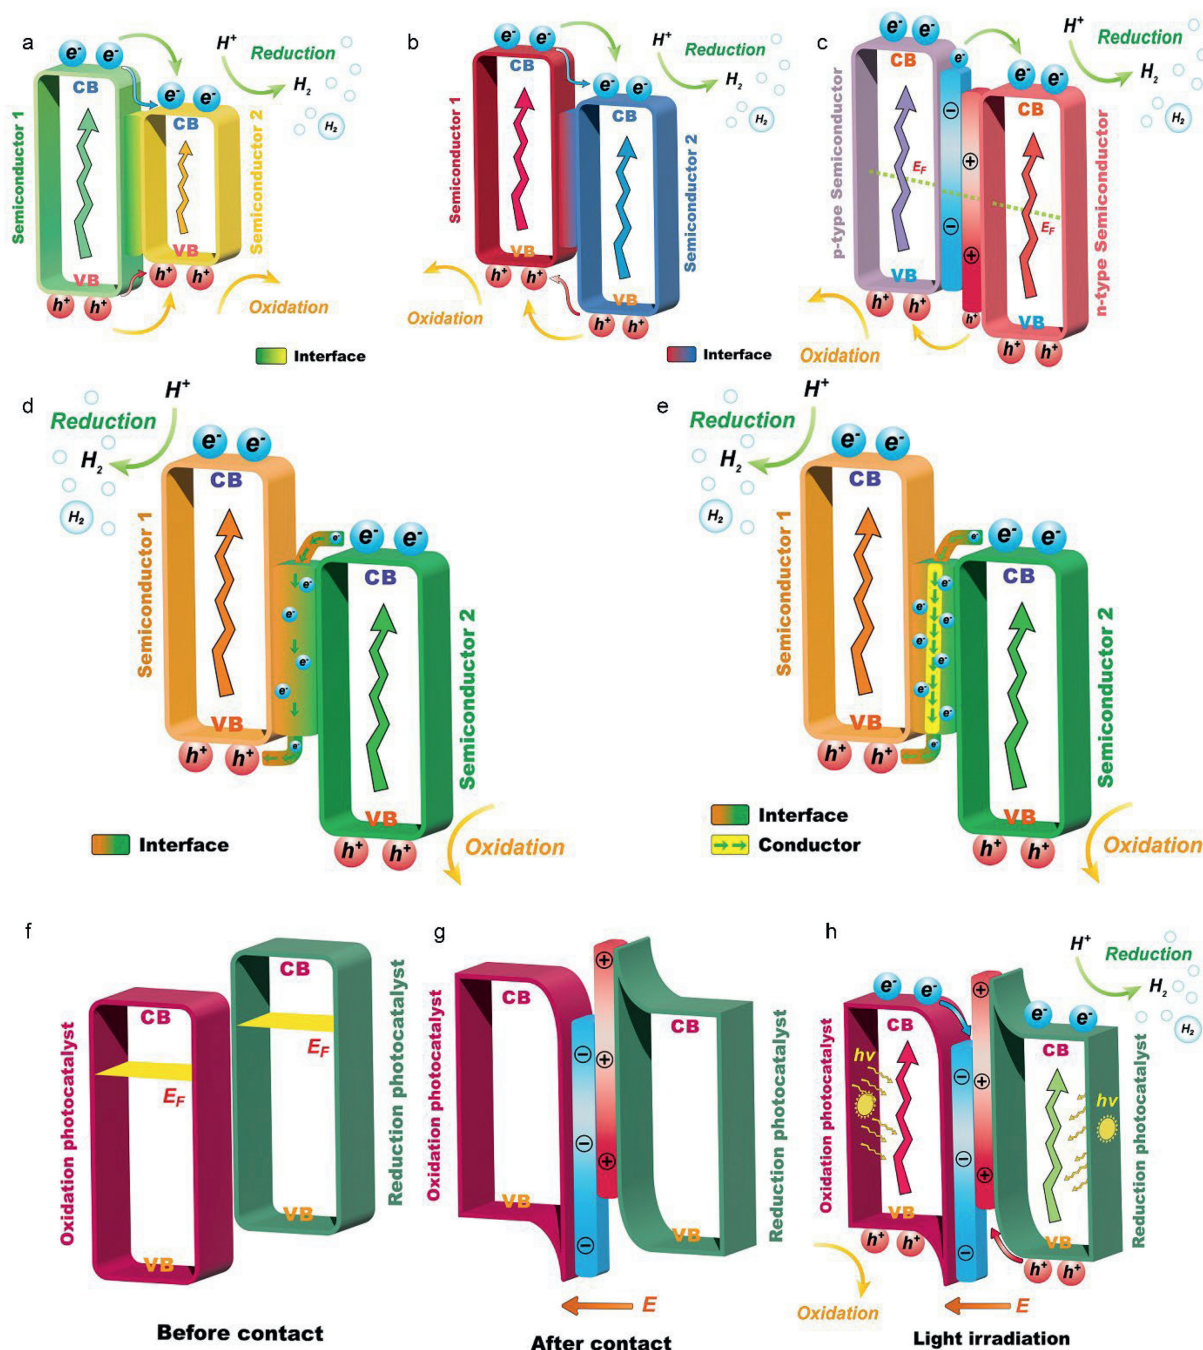 a
e⁻ e⁻
H⁺
Reduction
H₂
H₂
CB
e⁻ e⁻
CB
Semiconductor 1
Semiconductor 2
VB
VB
h⁺ h⁺
h⁺ h⁺
Oxidation
Interface
b
e⁻ e⁻
H⁺
Reduction
H₂
H₂
CB
e⁻ e⁻
CB
Semiconductor 1
Semiconductor 2
VB
h⁺ h⁺
VB
h⁺ h⁺
Oxidation
Interface
c
e⁻ e⁻
e⁻
H⁺
Reduction
H₂
H₂
CB
e⁻ e⁻
CB
p-type Semiconductor
n-type Semiconductor
− +
E_F
E_F
− +
VB
h⁺ h⁺
h⁺
VB
h⁺ h⁺
Oxidation
d
H⁺
Reduction
H₂
H₂
e⁻ e⁻
CB
Semiconductor 1
e⁻
e⁻ e⁻
CB
e⁻
e⁻
e⁻
e⁻
Semiconductor 2
VB
h⁺ h⁺
e⁻
VB
h⁺ h⁺
Oxidation
Interface
e
H⁺
Reduction
H₂
H₂
e⁻ e⁻
CB
Semiconductor 1
e⁻
e⁻ e⁻
CB
e⁻
e⁻
e⁻
e⁻
e⁻
e⁻
e⁻
Semiconductor 2
VB
h⁺ h⁺
e⁻
VB
h⁺ h⁺
Oxidation
Interface
Conductor
f
CB
E_F
CB
E_F
Oxidation photocatalyst
Reduction photocatalyst
VB
VB
Before contact
g
CB
CB
Oxidation photocatalyst
Reduction photocatalyst
+
− +
− +
−
VB
VB
E
After contact
h
H⁺
Reduction
H₂
H₂
e⁻ e⁻
e⁻ e⁻
CB
CB
hv
hv
Oxidation photocatalyst
Reduction photocatalyst
+
− +
− +
−
VB
VB
h⁺ h⁺
h⁺ h⁺
Oxidation
E
Light irradiation